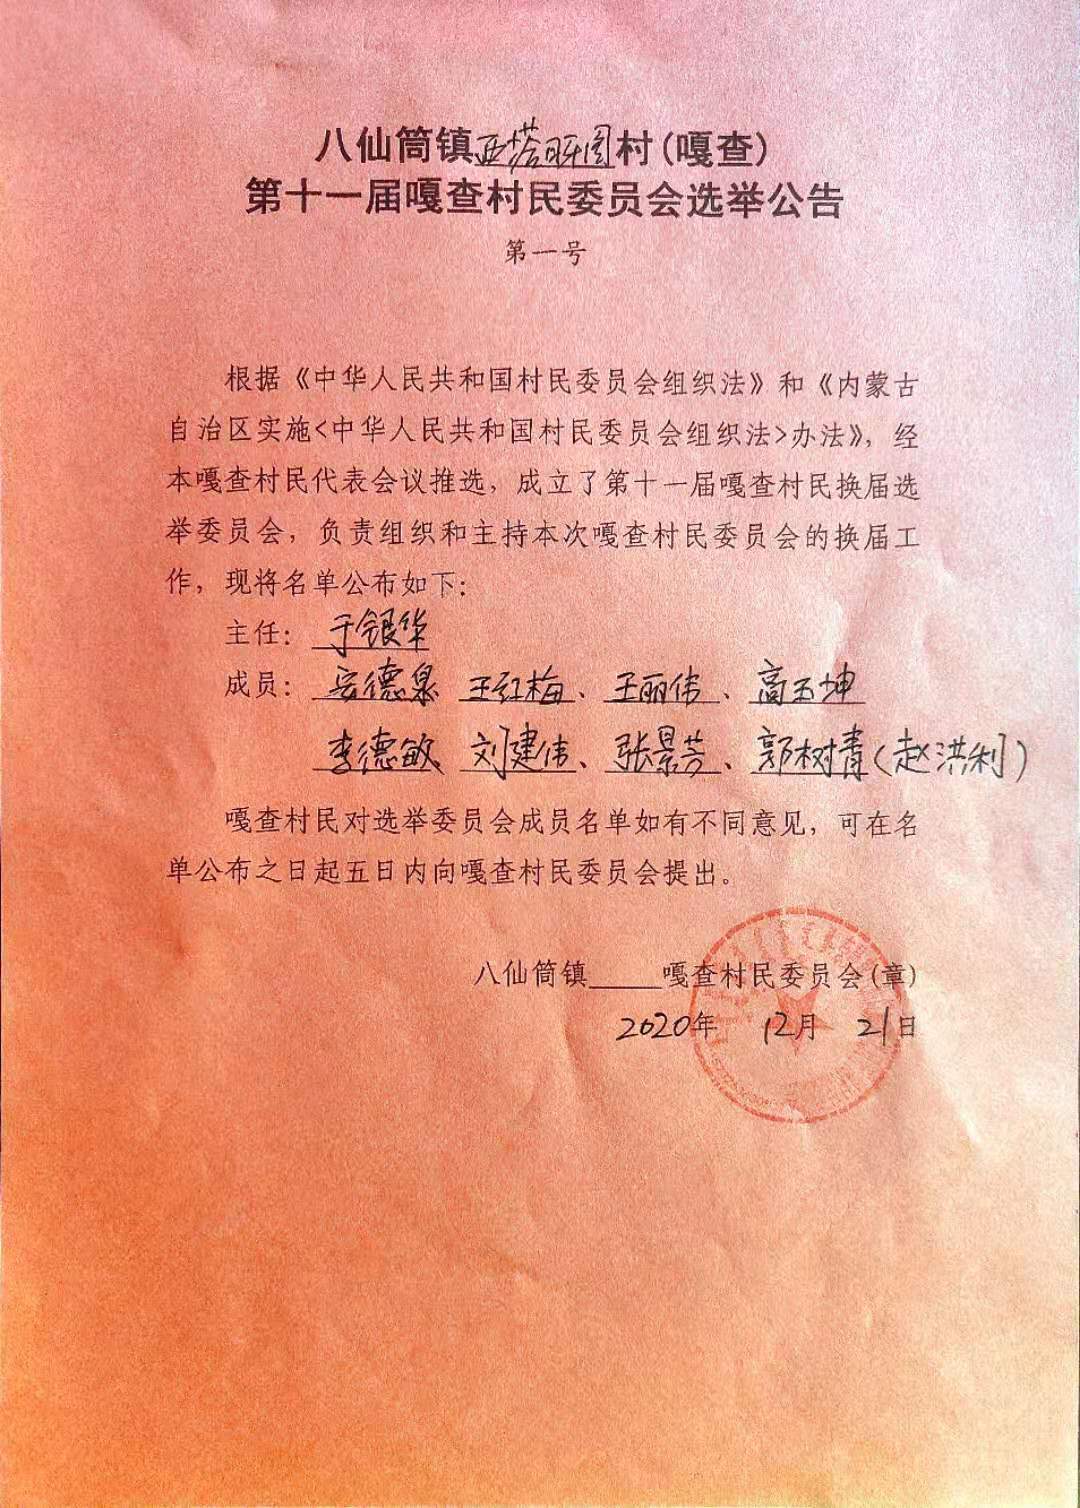 八仙筒镇西塔日牙图村(嘎查)
第十一届嘎查村民委员会选举公告
第一号
根据《中华人民共和国村民委员会组织法》和《内蒙古
自治区实施<中华人民共和国村民委员会组织法>办法》，经
本嘎查村民代表会议推选，成立了第十一届嘎查村民换届选
举委员会，负责组织和主持本次嘎查村民委员会的换届工
作，现将名单公布如下：
主任：于银华
成员：安德泉 王红梅、王丽伟、高玉坤
李德敏、刘建伟、张景芳、郭树青(赵洪利)
嘎查村民对选举委员会成员名单如有不同意见，可在名
单公布之日起五日内向嘎查村民委员会提出。
八仙筒镇_____嘎查村民委员会(章)
2020年 12月 21日